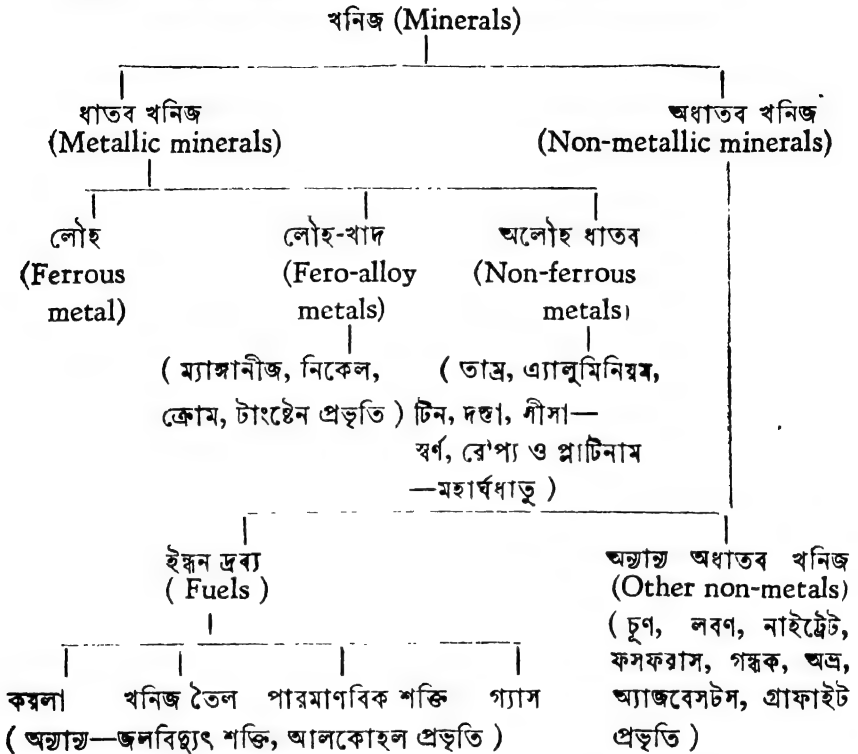 খনিজ (Minerals)
ধাতব খনিজ
(Metallic minerals)
অধাতব খনিজ
(Non-metallic minerals)
লৌহ
(Ferrous
metal)
লৌহ-খাদ
(Fero-alloy
metals)
অলৌহ ধাতব
(Non-ferrous
metals।
( ম্যাঙ্গানীজ, নিকেল,
ক্রোম, টাংষ্টেন প্রভৃতি )
( তাম্র, এ্যালুমিনিয়ম,
টিন, দস্তা, সীসা—
স্বর্ণ, রৌপ্য ও প্লাটিনাম
—মহার্ঘধাতু )
ইন্ধন দ্রব্য
( Fuels )
কয়লা খনিজ তৈল পারমাণবিক শক্তি গ্যাস
( অন্যান্য—জলবিদ্যুৎ শক্তি, আলকোহল প্রভৃতি )
অন্যান্য অধাতব খনিজ
(Other non-metals)
( চূণ, লবণ, নাইট্রেট,
ফসফরাস, গন্ধক, অভ্র,
অ্যাজবেসটস, গ্রাফাইট
প্রভৃতি )